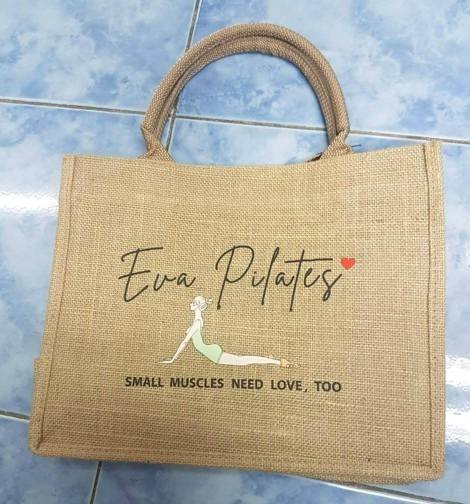 Eva Pilates
SMALL MUSCLES NEED LOVE, TOO